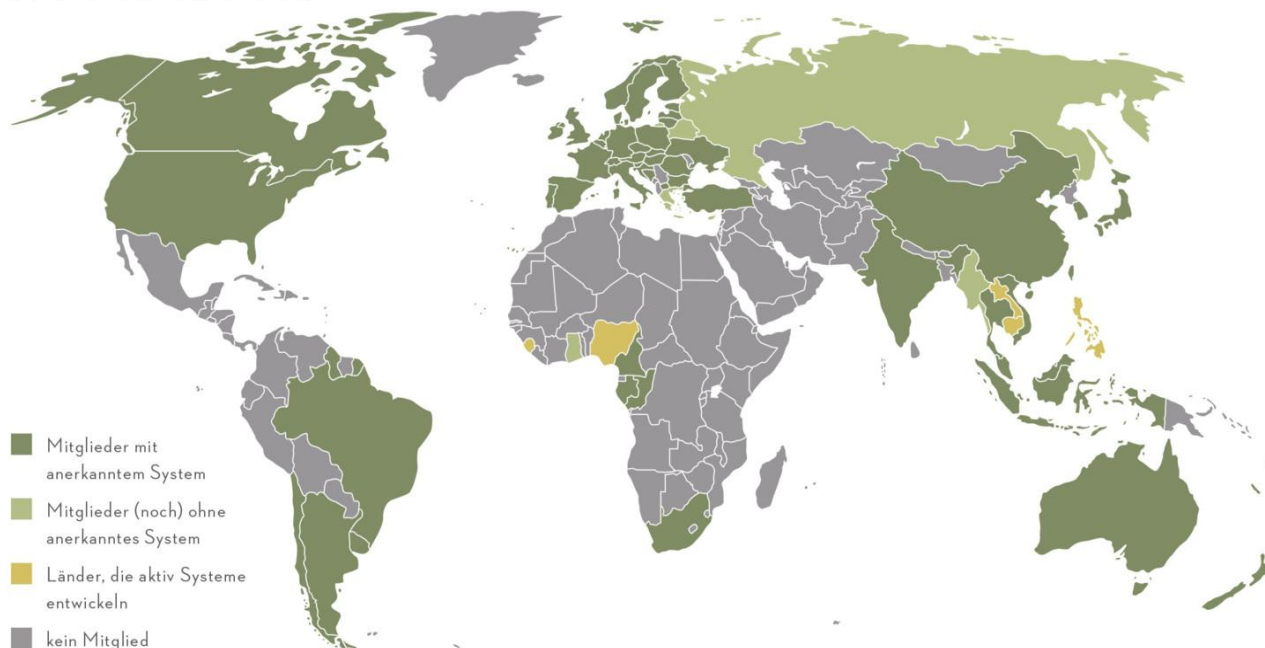 Mitglieder mit
anerkanntem System
Mitglieder (noch) ohne
anerkanntes System
Länder, die aktiv Systeme
entwickeln
kein Mitglied